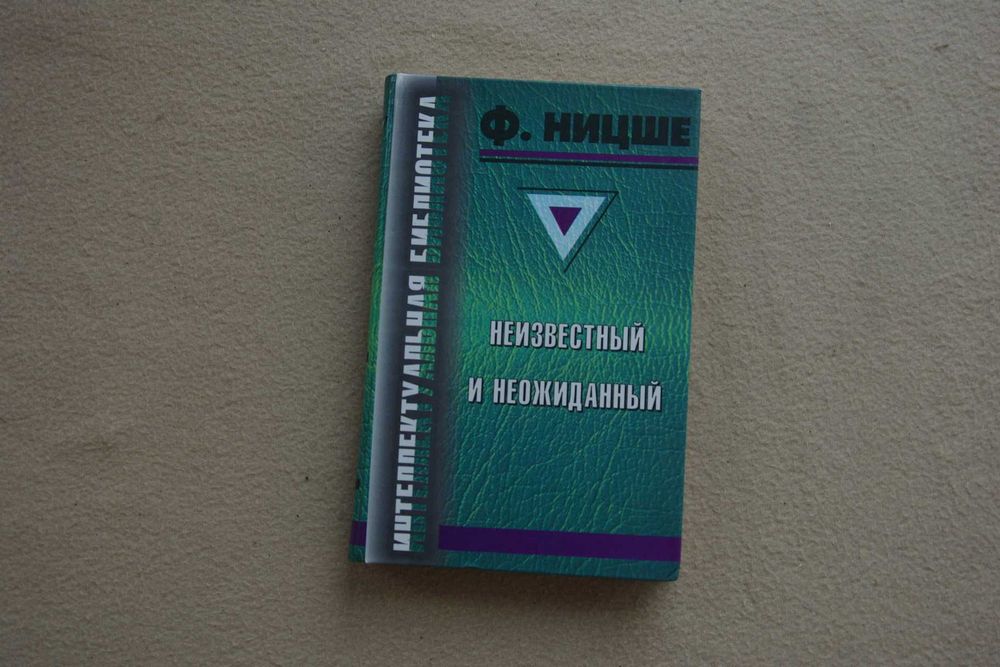 Ф. НИЦШЕ
НЕИЗВЕСТНЫЙ
И НЕОЖИДАННЫЙ
ИНТЕЛЛЕКТУАЛЬНАЯ БИБЛИОТЕКА